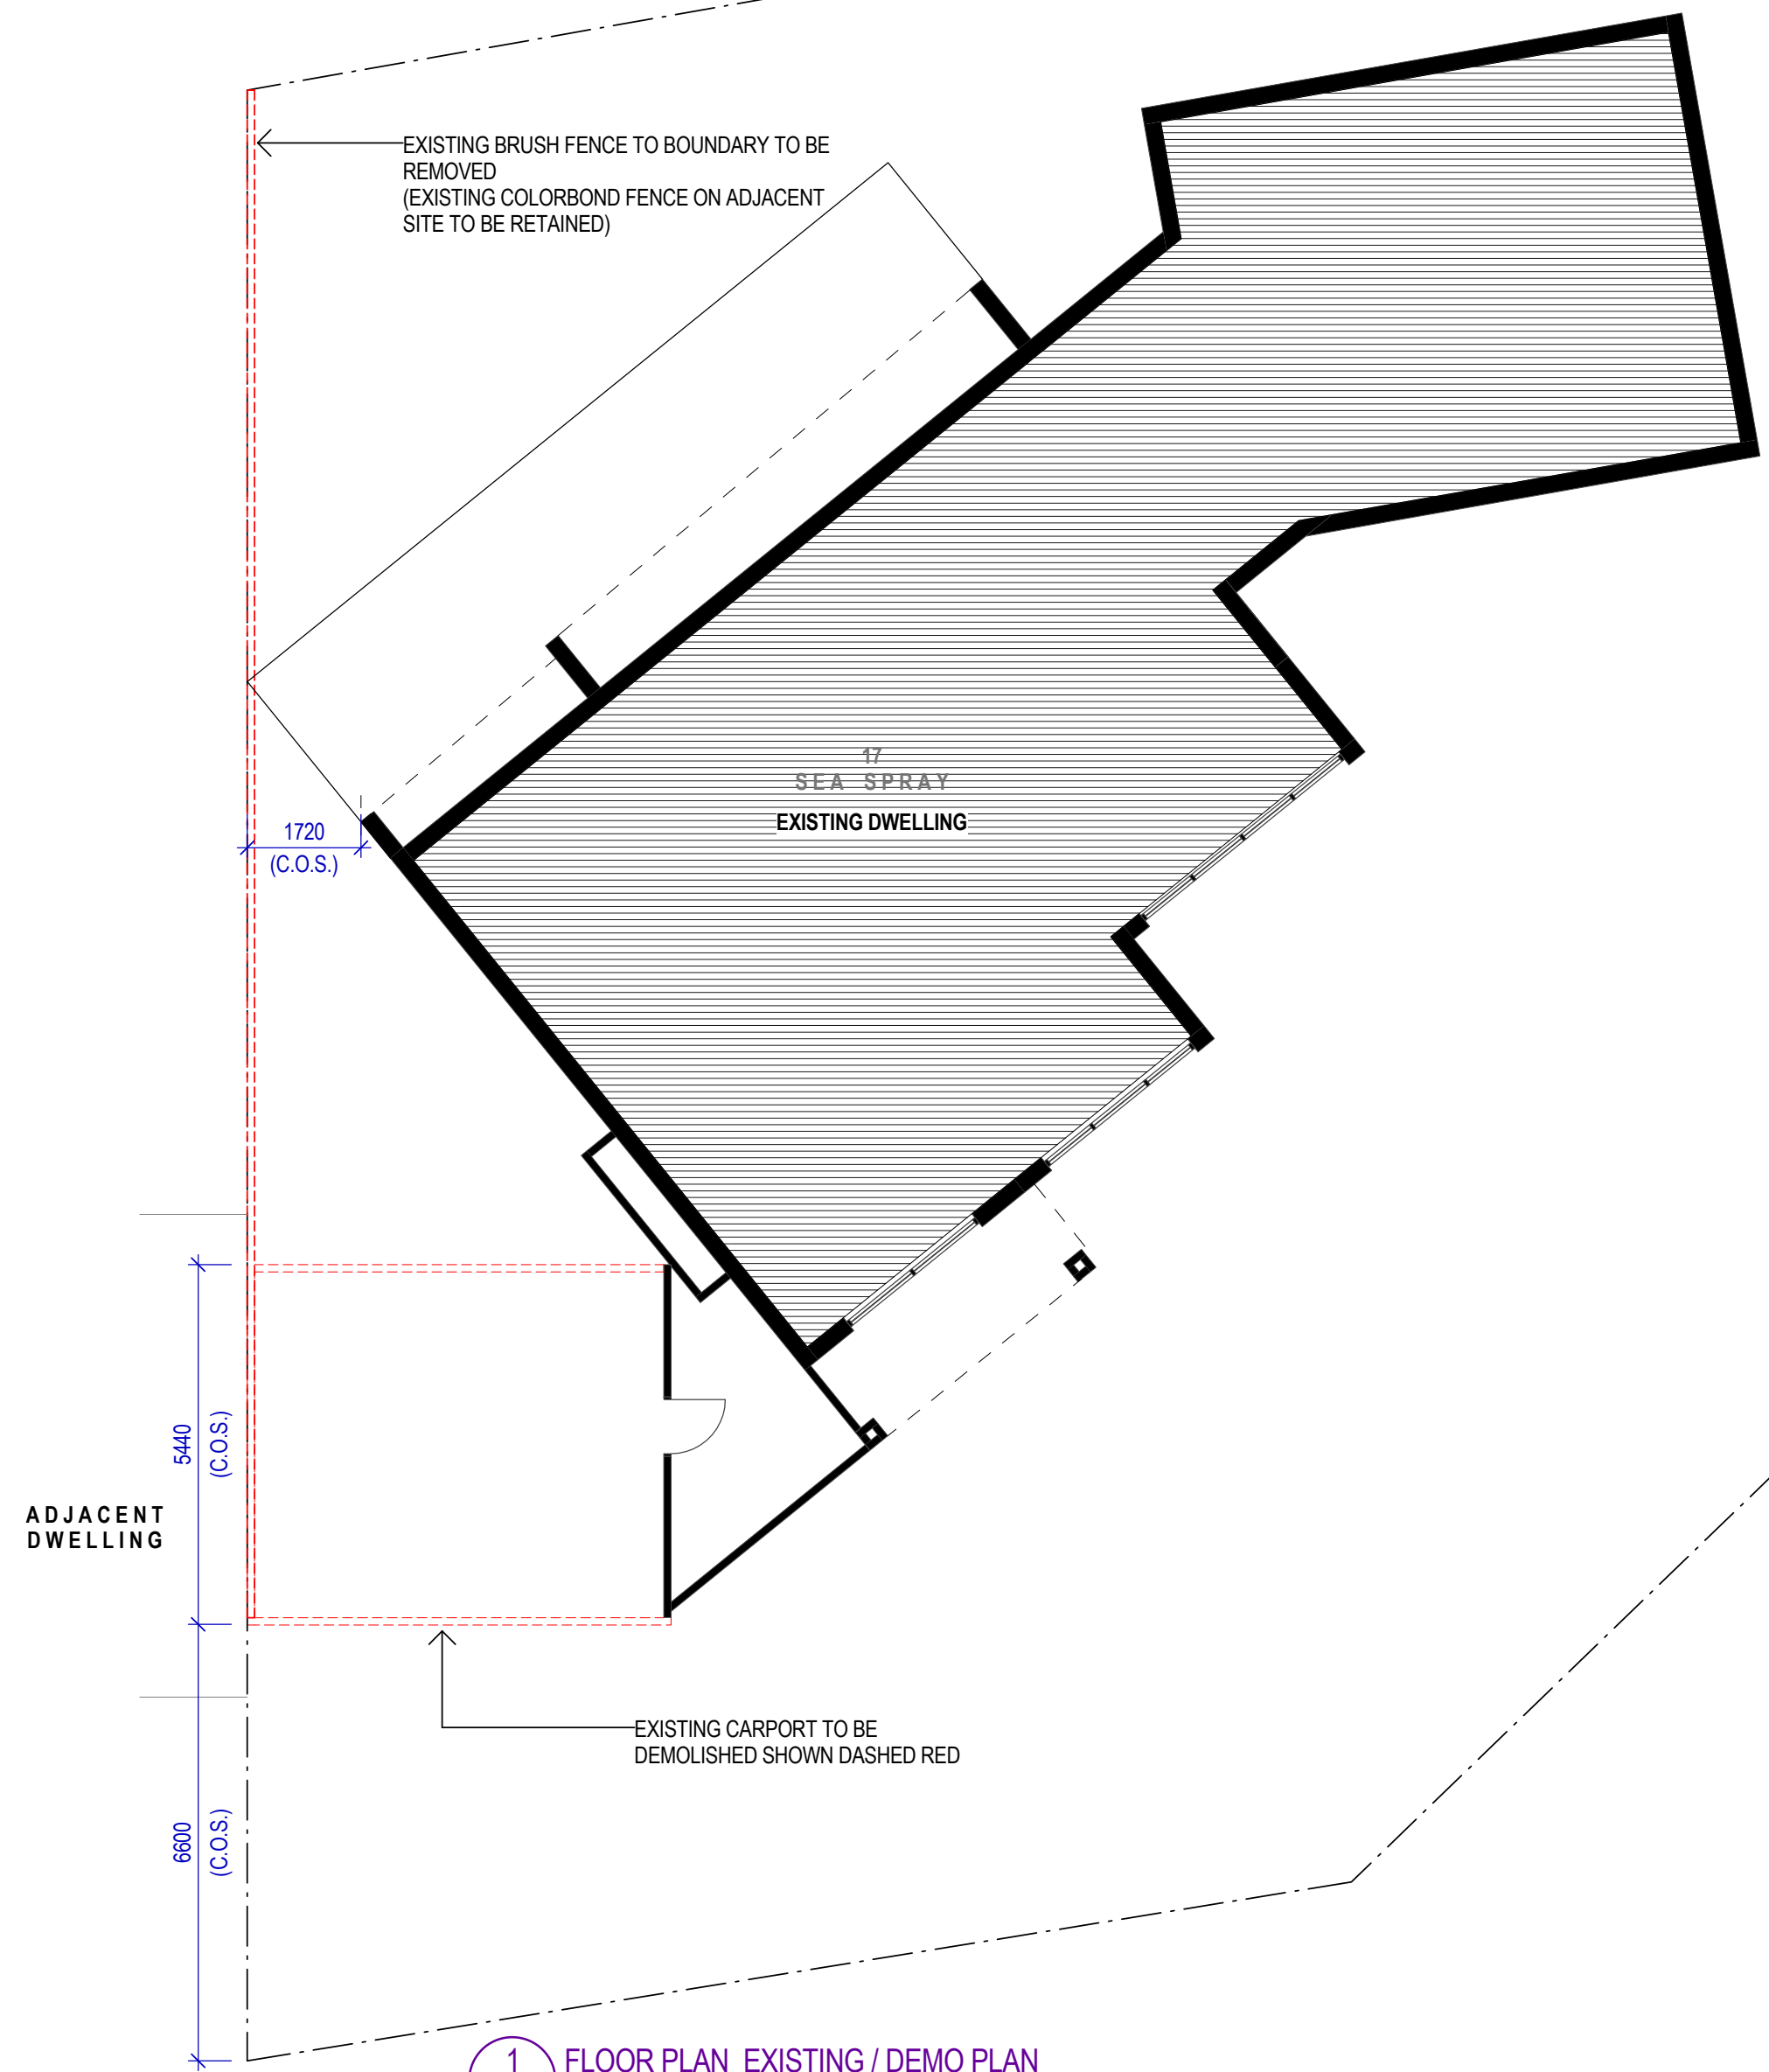 EXISTING BRUSH FENCE TO BOUNDARY TO BE
REMOVED
(EXISTING COLORBOND FENCE ON ADJACENT
SITE TO BE RETAINED)
17
SEA SPRAY
EXISTING DWELLING
1720
(C.O.S.)
5440
(C.O.S.)
ADJACENT
DWELLING
EXISTING CARPORT TO BE
DEMOLISHED SHOWN DASHED RED
6600
(C.O.S.)
1
FLOOR PLAN EXISTING / DEMO PLAN